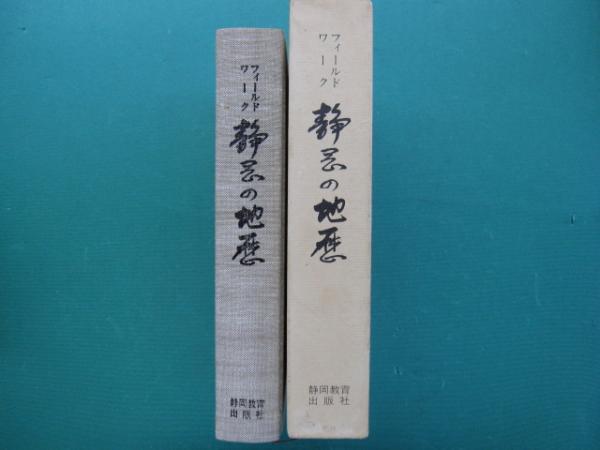 フィールド
ワーク
静岡の地歴
静岡教育
出版社
フィールド
ワーク
静岡の地歴
静岡教育
出版社